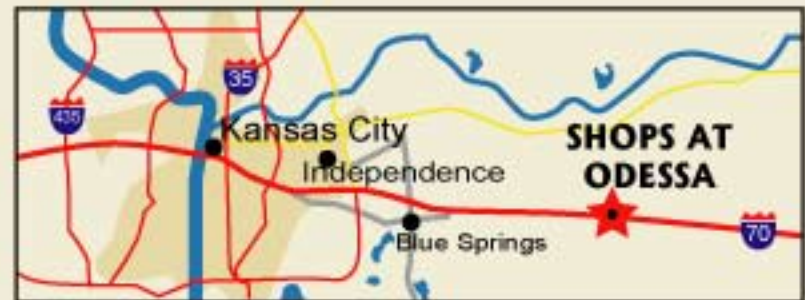 35
435
Kansas City
SHOPS AT
ODESSA
Independence
70
Blue Springs